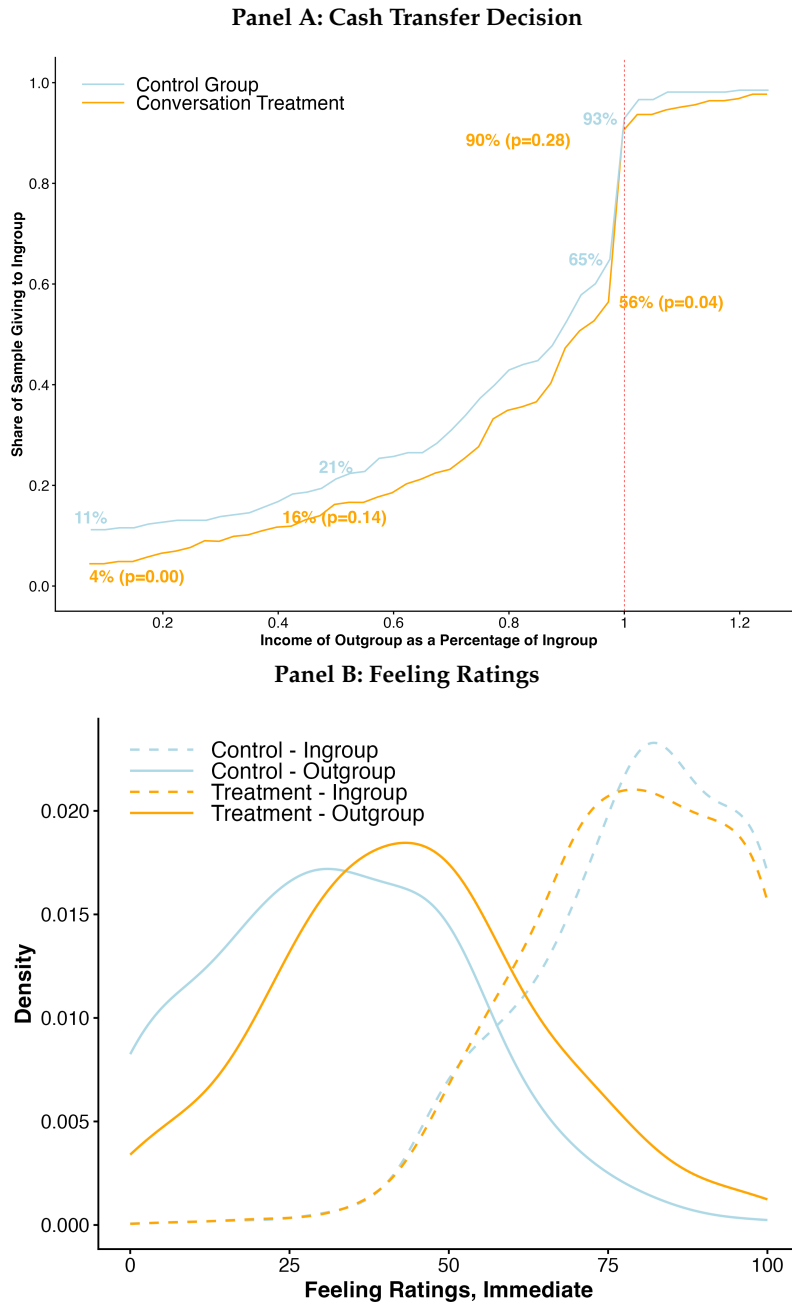 Panel A: Cash Transfer Decision
Control Group
Conversation Treatment
1.0
0.8
0.6
0.4
0.2
0.0
Share of Sample Giving to Ingroup
93%
90% (p=0.28)
65%
56% (p=0.04)
21%
11%
16% (p=0.14)
4% (p=0.00)
0.2 0.4 0.6 0.8 1 1.2
Income of Outgroup as a Percentage of Ingroup
Panel B: Feeling Ratings
Control - Ingroup
Control - Outgroup
Treatment - Ingroup
Treatment - Outgroup
0.020
0.015
0.010
0.005
0.000
Density
0 25 50 75 100
Feeling Ratings, Immediate